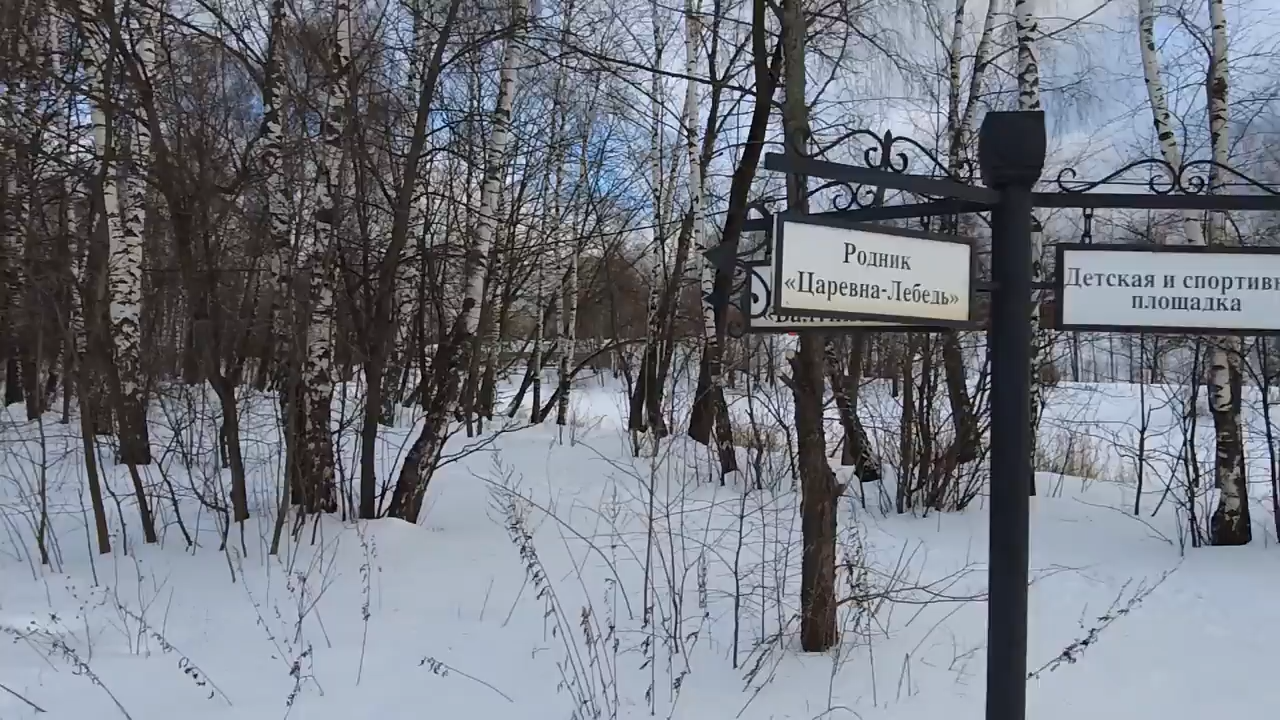 Родник
«Царевна-Лебедь»
Детская и спортивн
площадка